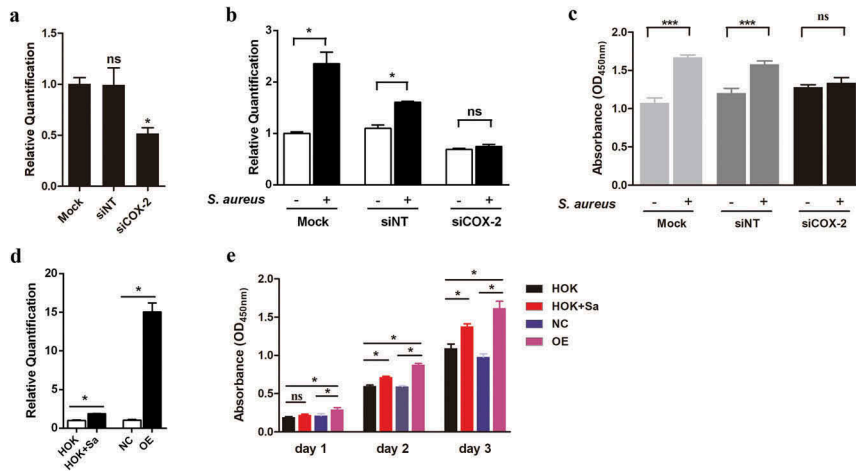 a
Relative Quantification
1.5
1.0
0.5
0.0
ns
*
Mock
siNT
siCOX-2
b
Relative Quantification
3
2
1
0
*
*
ns
S. aureus - + - + - +
Mock siNT siCOX-2
c
Absorbance (OD450nm)
2.0
1.5
1.0
0.5
0.0
***
***
ns
S. aureus - + - + - +
Mock siNT siCOX-2
d
Relative Quantification
20
15
10
5
0
*
*
HOK
HOK+Sa
NC
OE
e
Absorbance (OD450nm)
2.0
1.5
1.0
0.5
0.0
*
ns
*
*
*
*
*
*
*
day 1 day 2 day 3
HOK
HOK+Sa
NC
OE